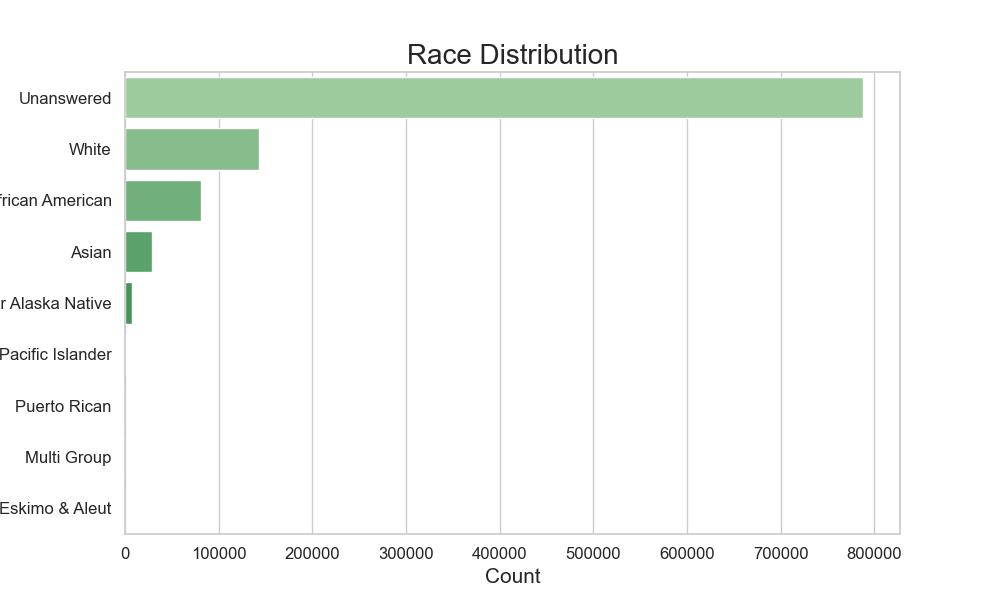 Race Distribution
Unanswered
White
African American
Asian
r Alaska Native
Pacific Islander
Puerto Rican
Multi Group
Eskimo & Aleut
0 100000 200000 300000 400000 500000 600000 700000 800000
Count